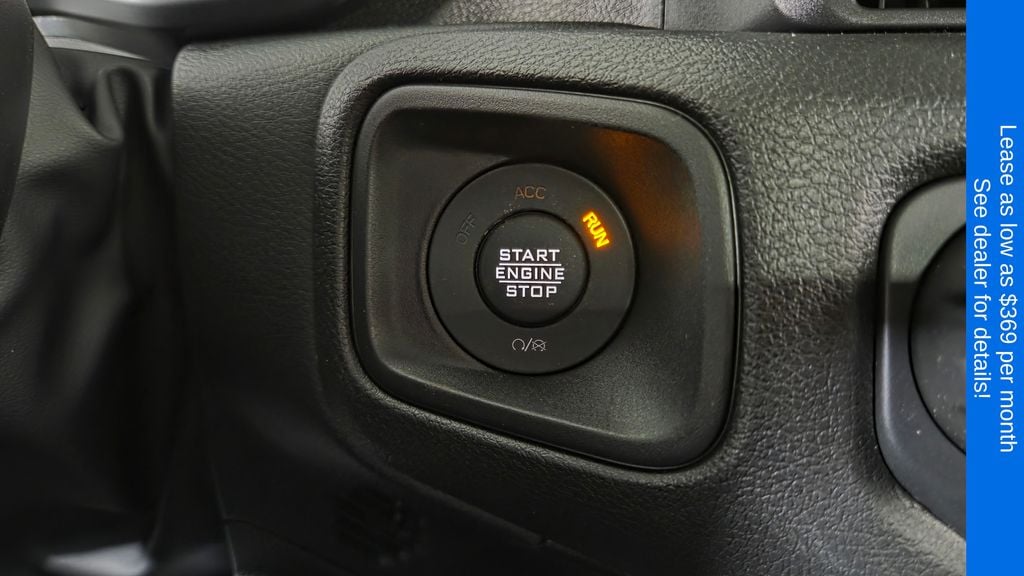 ACC
OFF
RUN
START
ENGINE
STOP
Lease as low as $369 per month
See dealer for details!